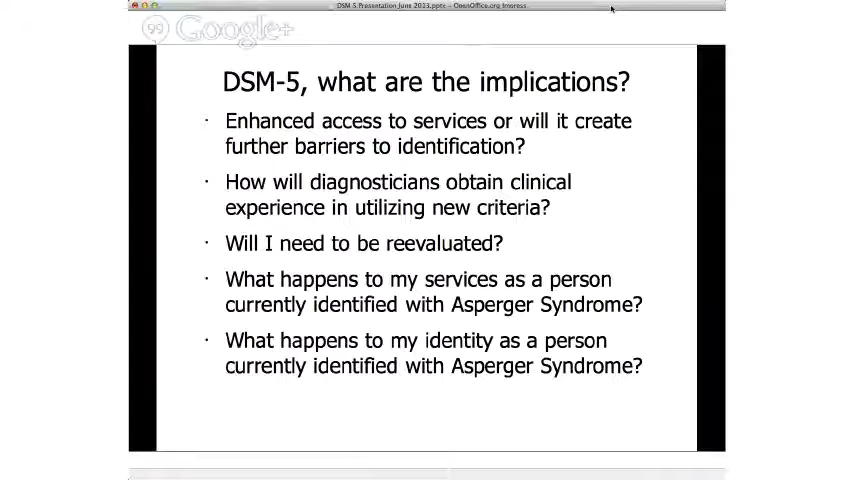 DSM 5 Presentation June 2013.pptx - OpenOffice.org Impress
Google+
DSM-5, what are the implications?
· Enhanced access to services or will it create
further barriers to identification?
· How will diagnosticians obtain clinical
experience in utilizing new criteria?
· Will I need to be reevaluated?
· What happens to my services as a person
currently identified with Asperger Syndrome?
· What happens to my identity as a person
currently identified with Asperger Syndrome?